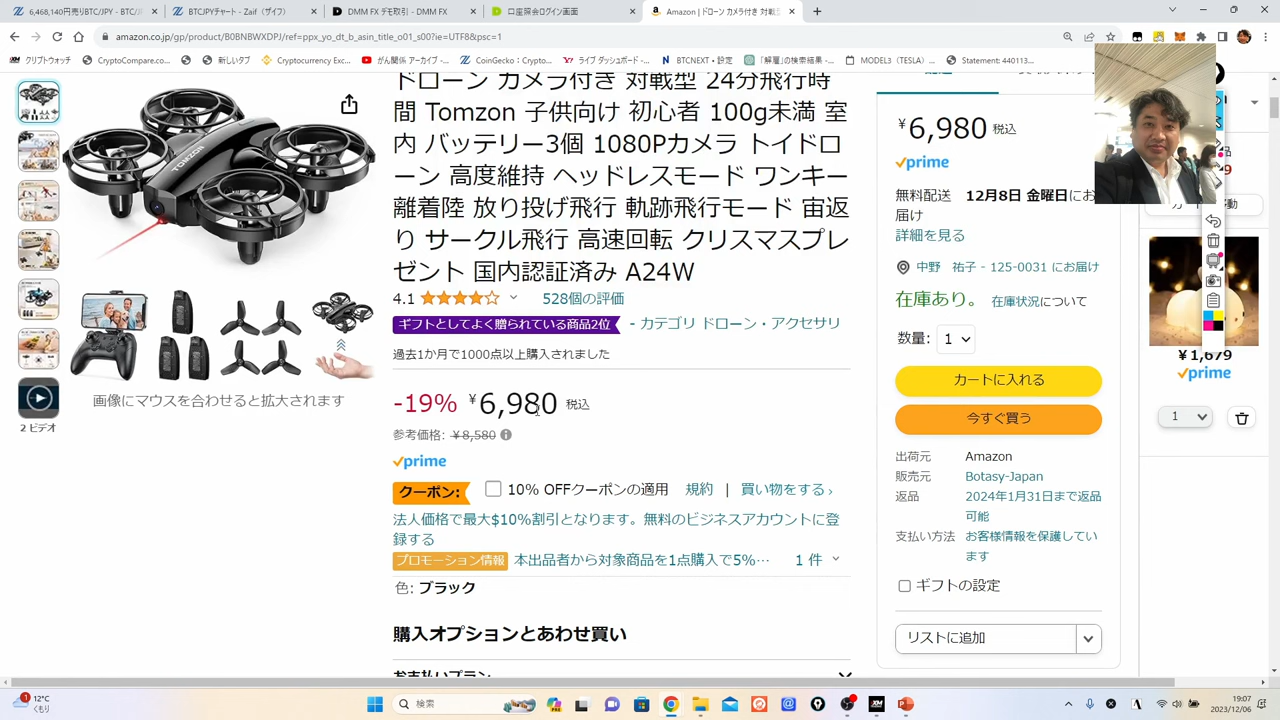 6,468,140円売りBTC/JPY - BTC/J
BTCJPYチャート - Zaif（ザイフ）
DMM FX デモ取引 - DMM FX
口座照会ログイン画面
Amazon | ドローン カメラ付き 対戦型
amazon.co.jp/gp/product/B0BNBWXDPJ/ref=ppx_yo_dt_b_asin_title_o01_s00?ie=UTF8&psc=1
クリプトウォッチ
CryptoCompare.co...
新しいタブ
Cryptocurrency Exc...
がん関係 アーカイブ -...
CoinGecko：Crypto...
ライブ ダッシュボード -...
BTCNEXT • 設定
「解雇」の検索結果 -...
MODEL3（TESLA）...
Statement: 440113...
ドローン カメラ付き 対戦型 24分飛行時
間 Tomzon 子供向け 初心者 100g未満 室
内 バッテリー3個 1080Pカメラ トイドロ
ーン 高度維持 ヘッドレスモード ワンキー
離着陸 放り投げ飛行 軌跡飛行モード 宙返
り サークル飛行 高速回転 クリスマスプレ
ゼント 国内認証済み A24W
4.1
528個の評価
ギフトとしてよく贈られている商品2位
- カテゴリ ドローン・アクセサリ
過去1か月で1000点以上購入されました
-19% ￥6,980 税込
参考価格: ￥8,580
prime
クーポン:
10% OFFクーポンの適用 規約 | 買い物をする ›
法人価格で最大$10%割引となります。無料のビジネスアカウントに登
録する
プロモーション情報
本出品者から対象商品を1点購入で5%… 1 件
色: ブラック
購入オプションとあわせ買い
お支払いプラン
TOMZON
画像にマウスを合わせると拡大されます
2 ビデオ
￥6,980 税込
prime
無料配送 12月8日 金曜日にお
届け
詳細を見る
中野 祐子 - 125-0031 にお届け
在庫あり。 在庫状況について
数量: 1
カートに入れる
今すぐ買う
出荷元 Amazon
販売元 Botasy-Japan
返品 2024年1月31日まで返品
可能
支払い方法 お客様情報を保護してい
ます
ギフトの設定
リストに追加
￥1,679
prime
1
1
12°C
くもり
検索
19:07
2023/12/06